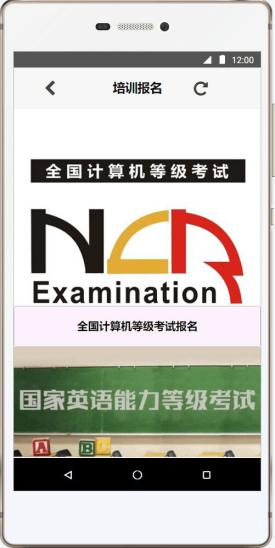 12:00
培训报名
全国计算机等级考试
NCR
Examination
全国计算机等级考试报名
国家英语能力等级考试
A B